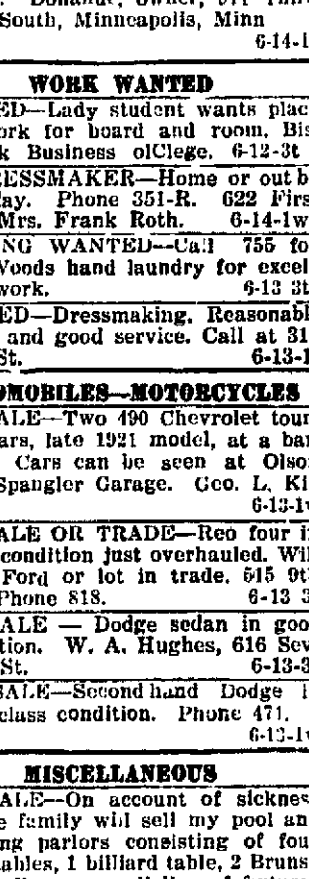 South, Minneapolis, Minn
6-14-1
WORK WANTED
ED—Lady student wants plac
ork for board and room. Bis
k Business olClege. 6-12-3t
ESSMAKER—Home or out b
ay. Phone 351-R. 622 Firs
Mrs. Frank Roth. 6-14-1w
NG WANTED—Call 755 fo
Woods hand laundry for excel
work. 6-13 3t
ED—Dressmaking. Reasonabl
and good service. Call at 31
St. 6-13-1
OMOBILES—MOTORCYCLES
ALE—Two 490 Chevrolet tour
ars, late 1921 model, at a bar
Cars can be seen at Olso
Spangler Garage. Geo. L. Ki
6-13-1w
ALE OR TRADE—Reo four i
condition just overhauled. Wil
Ford or lot in trade. 515 9t
Phone 818. 6-13 3
ALE — Dodge sedan in goo
tion. W. A. Hughes, 616 Sev
St. 6-13-3
SALE—Second hand Dodge i
class condition. Phone 471.
6-13-1w
MISCELLANEOUS
ALE—On account of sicknes
e family will sell my pool an
ng parlors consisting of fou
tables, 1 billiard table, 2 Bruns